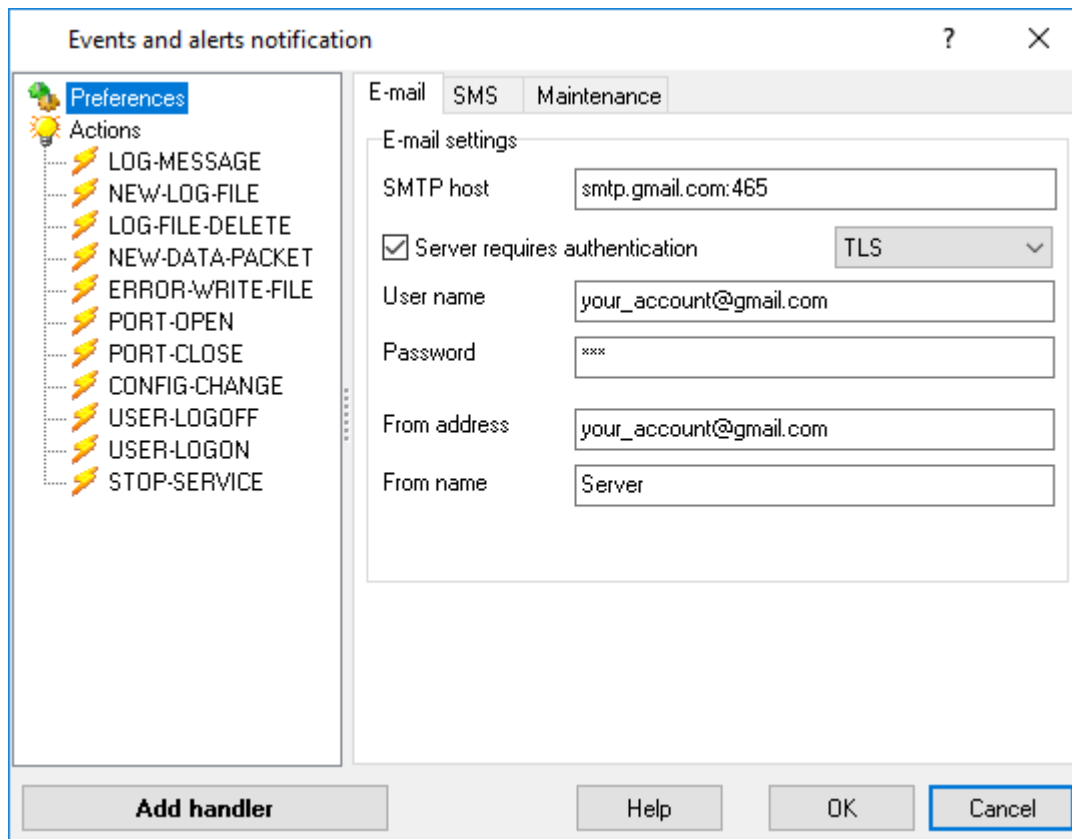 Events and alerts notification
?
Preferences
Actions
LOG-MESSAGE
NEW-LOG-FILE
LOG-FILE-DELETE
NEW-DATA-PACKET
ERROR-WRITE-FILE
PORT-OPEN
PORT-CLOSE
CONFIG-CHANGE
USER-LOGOFF
USER-LOGON
STOP-SERVICE
E-mail SMS Maintenance
E-mail settings
SMTP host smtp.gmail.com:465
Server requires authentication TLS
User name your_account@gmail.com
Password ***
From address your_account@gmail.com
From name Server
Add handler Help OK Cancel